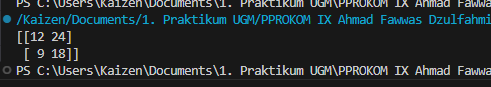 PS C:\Users\Kaizen\Documents\1. Praktikum UGM\PPROKOM IX Ahmad Fawwa
/Kaizen/Documents/1. Praktikum UGM/PPROKOM IX Ahmad Fawwas Dzulfahmi
[[12 24]
 [ 9 18]]
PS C:\Users\Kaizen\Documents\1. Praktikum UGM\PPROKOM IX Ahmad Fawwa